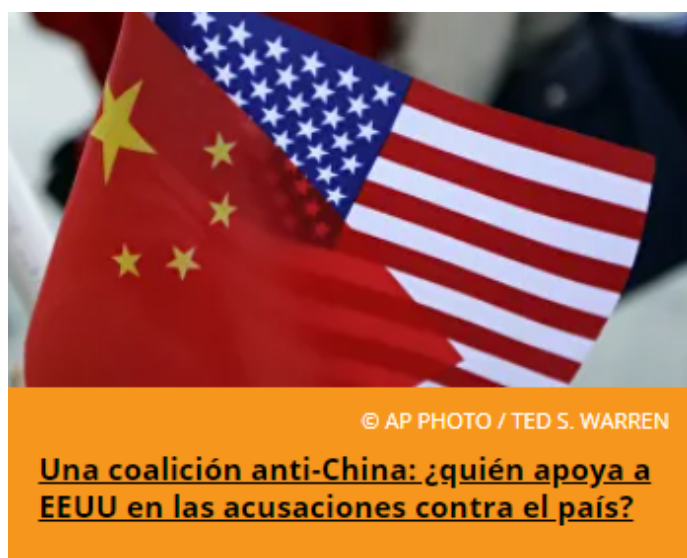 © AP PHOTO / TED S. WARREN
Una coalición anti-China: ¿quién apoya a
EEUU en las acusaciones contra el país?